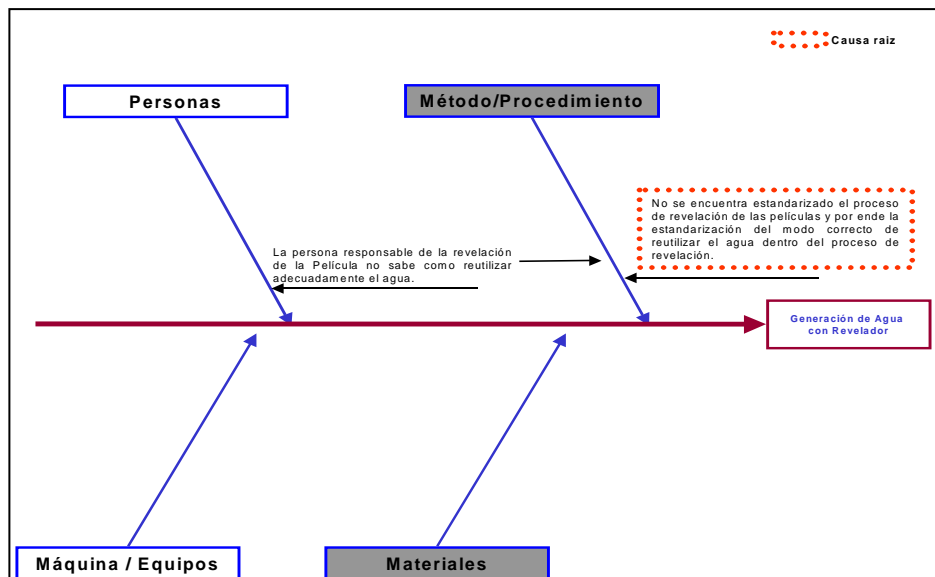 Causa raiz
Personas
Método/Procedimiento
No se encuentra estandarizado el proceso
de revelación de las películas y por ende la
estandarización del modo correcto de
reutilizar el agua dentro del proceso de
revelación.
La persona responsable de la revelación
de la Película no sabe como reutilizar
adecuadamente el agua.
Generación de Agua
con Revelador
Máquina / Equipos
Materiales